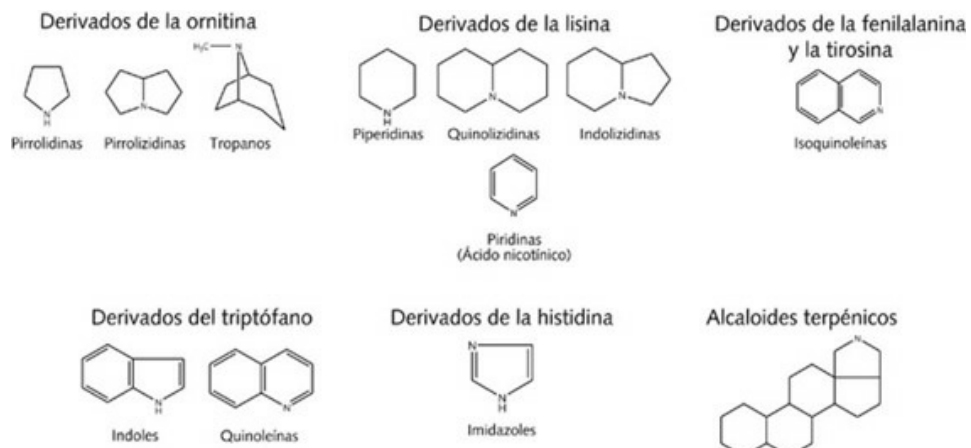 Derivados de la ornitina
H₃C
N
N
H
N
Pirrolidinas
Pirrolizidinas
Tropanos
Derivados de la lisina
N
H
N
N
Piperidinas
Quinolizidinas
Indolizidinas
N
Piridinas
(Ácido nicotínico)
Derivados de la fenilalanina
y la tirosina
N
Isoquinoleínas
Derivados del triptófano
N
H
N
Indoles
Quinoleínas
Derivados de la histidina
N
N
H
Imidazoles
Alcaloides terpénicos
N